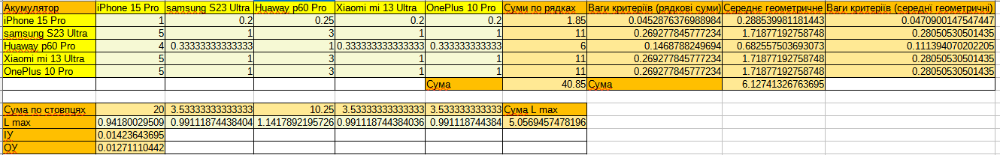 Акумулятор iPhone 15 Pro samsung S23 Ultra Huaway p60 Pro Xiaomi mi 13 Ultra OnePlus 10 Pro Суми по рядках Ваги критеріїв (рядкові суми) Середнє геометричне Ваги критеріїв (середнї геометричні)
iPhone 15 Pro 1 0.2 0.25 0.2 0.2 1.85 0.0452876376988984 0.288539981181443 0.0470900147547447
samsung S23 Ultra 5 1 3 1 1 11 0.269277845777234 1.71877192758748 0.28050530501435
Huaway p60 Pro 4 0.33333333333333 1 0.33333333333333 0.333333333333 6 0.1468788249694 0.682557503693073 0.111394070202205
Xiaomi mi 13 Ultra 5 1 3 1 1 11 0.269277845777234 1.71877192758748 0.28050530501435
OnePlus 10 Pro 5 1 3 1 1 11 0.269277845777234 1.71877192758748 0.28050530501435
Сума 40.85 Сума 6.12741326763695
Сума по стовпцях 20 3.53333333333333 10.25 3.53333333333333 3.533333333333 Сума L max
L max 0.94180029509 0.99118744438404 1.1417892195726 0.991118744384036 0.991118744384 5.0569457478196
ІУ 0.01423643695
ОУ 0.01271110442